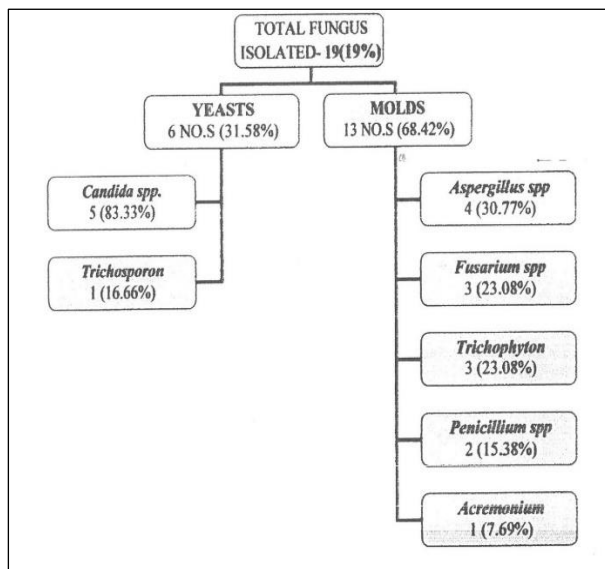 TOTAL FUNGUS
ISOLATED- 19(19%)
YEASTS
6 NO.S (31.58%)
MOLDS
13 NO.S (68.42%)
Candida spp.
5 (83.33%)
Trichosporon
1 (16.66%)
Aspergillus spp
4 (30.77%)
Fusarium spp
3 (23.08%)
Trichophyton
3 (23.08%)
Penicillium spp
2 (15.38%)
Acremonium
1 (7.69%)